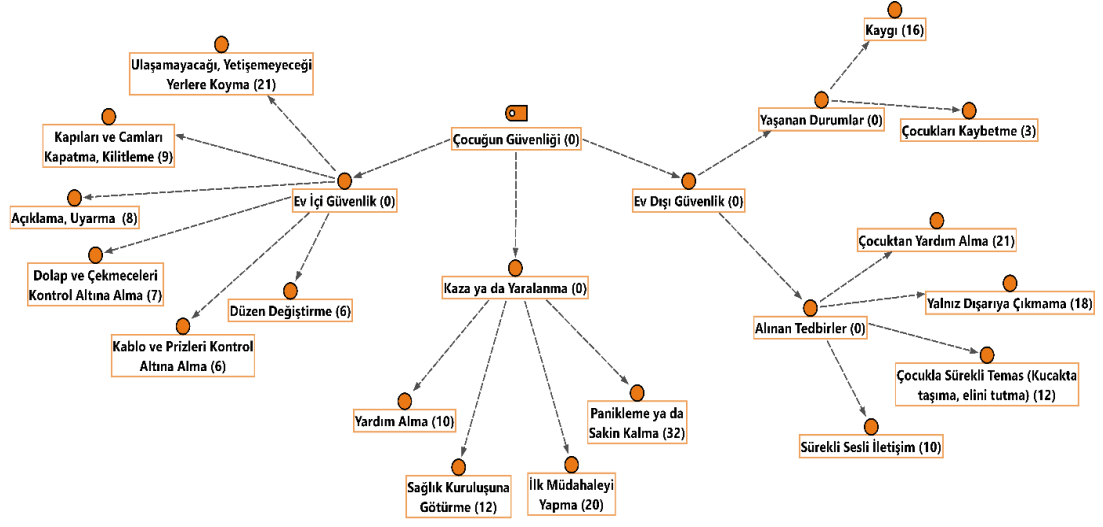 Kaygı (16)
Ulaşamayacağı, Yetişemeyeceği
Yerlere Koyma (21)
Yaşanan Durumlar (0)
Çocukları Kaybetme (3)
Kapıları ve Camları
Kapatma, Kilitleme (9)
Çocuğun Güvenliği (0)
Ev İçi Güvenlik (0)
Ev Dışı Güvenlik (0)
Açıklama, Uyarma (8)
Çocuktan Yardım Alma (21)
Dolap ve Çekmeceleri
Kontrol Altına Alma (7)
Kaza ya da Yaralanma (0)
Düzen Değiştirme (6)
Yalnız Dışarıya Çıkmama (18)
Alınan Tedbirler (0)
Kablo ve Prizleri Kontrol
Altına Alma (6)
Çocukla Sürekli Temas (Kucakta
taşıma, elini tutma) (12)
Yardım Alma (10)
Panikleme ya da
Sakin Kalma (32)
Sürekli Sesli İletişim (10)
Sağlık Kuruluşuna
Götürme (12)
İlk Müdahaleyi
Yapma (20)